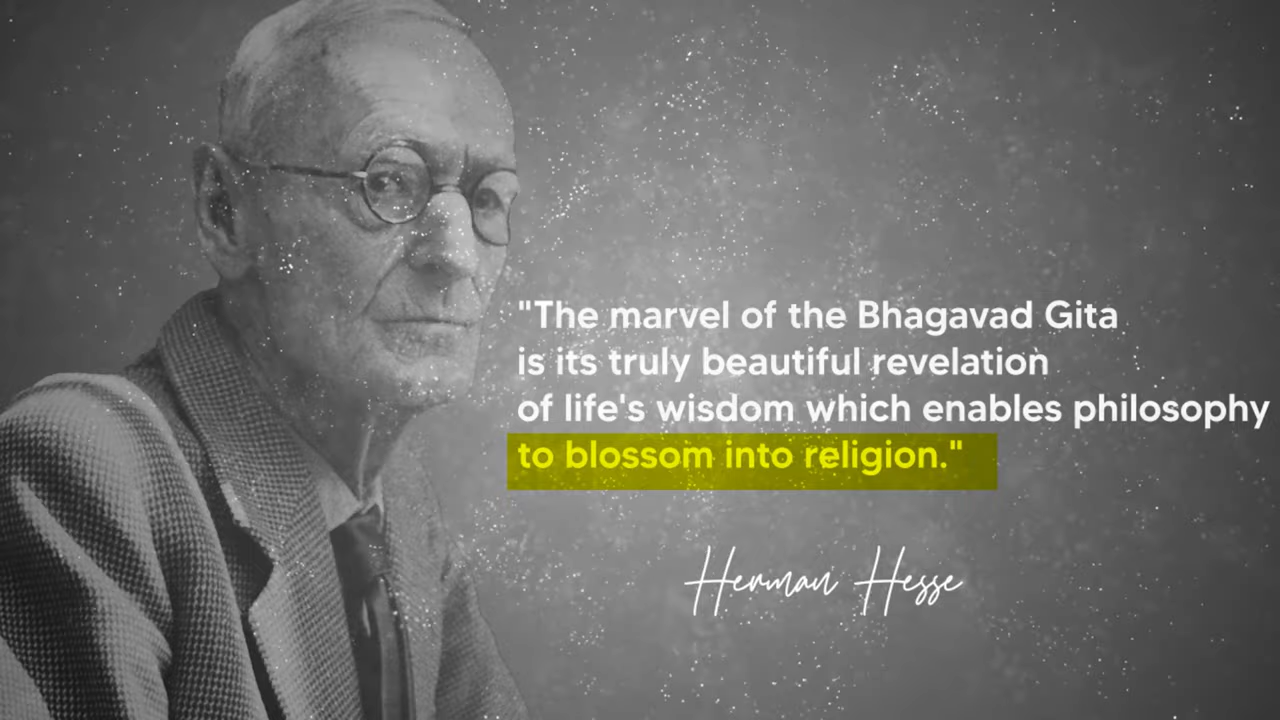 "The marvel of the Bhagavad Gita
is its truly beautiful revelation
of life's wisdom which enables philosophy
to blossom into religion."
Herman Hesse